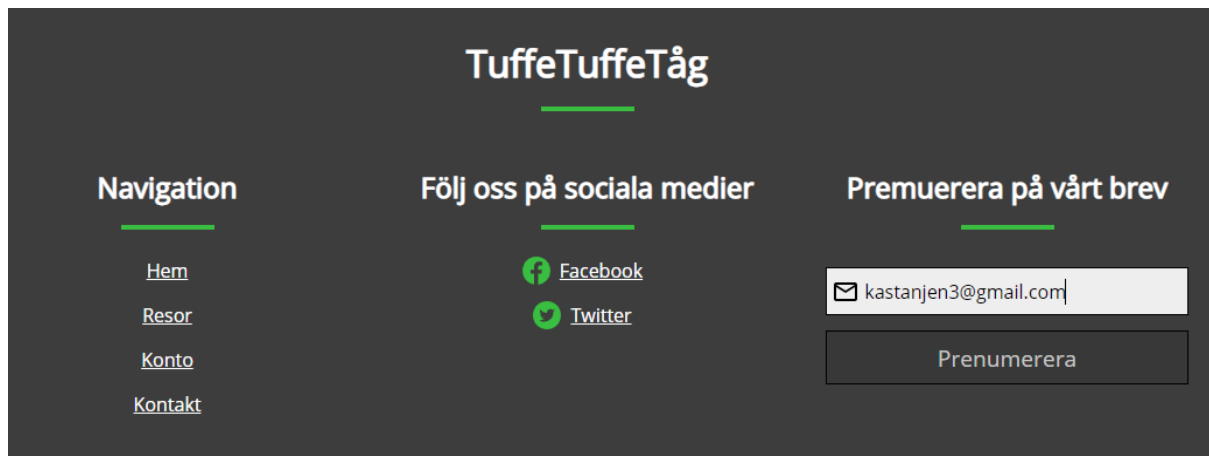 TuffeTuffeTåg
Navigation
Hem
Resor
Konto
Kontakt
Följ oss på sociala medier
Facebook
Twitter
Premuerera på vårt brev
kastanjen3@gmail.com
Prenumerera